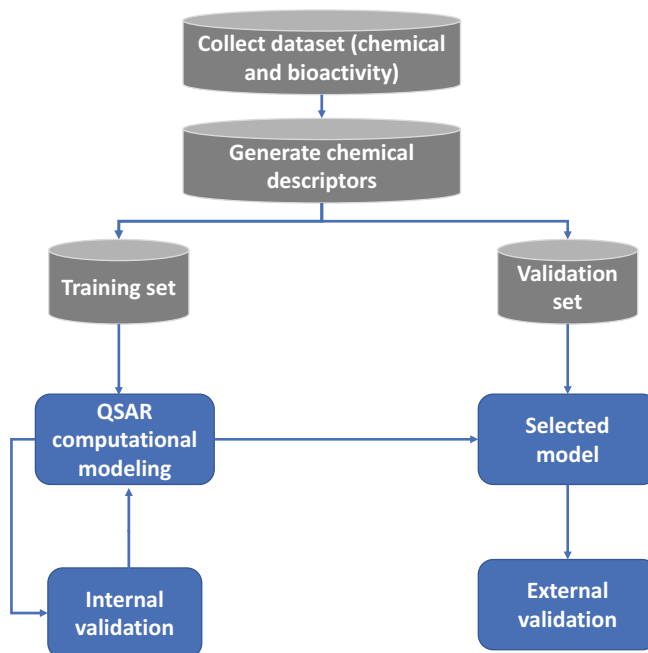 Collect dataset (chemical
and bioactivity)
Generate chemical
descriptors
Training set
Validation
set
QSAR
computational
modeling
Selected
model
Internal
validation
External
validation